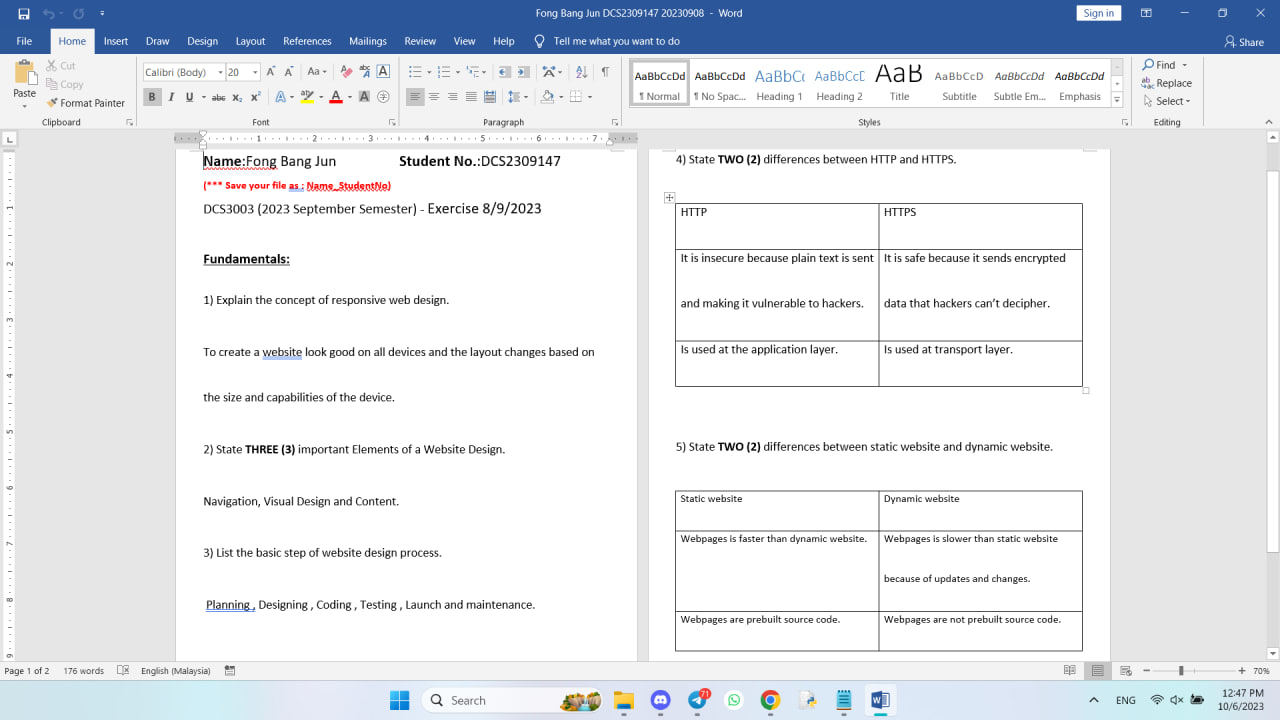 Fong Bang Jun DCS2309147 20230908 - Word
Sign in
File Home Insert Draw Design Layout References Mailings Review View Help Tell me what you want to do
Share
Paste
Cut
Copy
Format Painter
Clipboard
Calibri (Body) 20
Font
Paragraph
AaBbCcDd AaBbCcDd AaBbCc AaBbCcD AaB AaBbCcD AaBbCcDd AaBbCcDd
¶ Normal ¶ No Spac... Heading 1 Heading 2 Title Subtitle Subtle Em... Emphasis
Styles
Find
Replace
Select
Editing
Name:Fong Bang Jun Student No.:DCS2309147
(*** Save your file as : Name_StudentNo)
DCS3003 (2023 September Semester) - Exercise 8/9/2023
Fundamentals:
1) Explain the concept of responsive web design.
To create a website look good on all devices and the layout changes based on
the size and capabilities of the device.
2) State THREE (3) important Elements of a Website Design.
Navigation, Visual Design and Content.
3) List the basic step of website design process.
Planning , Designing , Coding , Testing , Launch and maintenance.
4) State TWO (2) differences between HTTP and HTTPS.
HTTP HTTPS
It is insecure because plain text is sent
and making it vulnerable to hackers.
It is safe because it sends encrypted
data that hackers can’t decipher.
Is used at the application layer. Is used at transport layer.
5) State TWO (2) differences between static website and dynamic website.
Static website Dynamic website
Webpages is faster than dynamic website.
Webpages is slower than static website
because of updates and changes.
Webpages are prebuilt source code. Webpages are not prebuilt source code.
Page 1 of 2 176 words English (Malaysia) 70%
Search
71
ENG
12:47 PM
10/6/2023